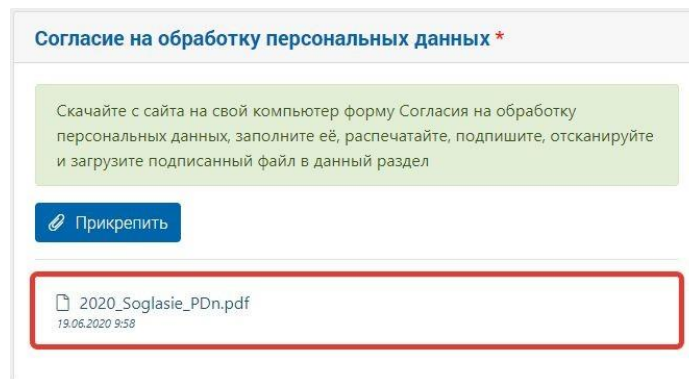 Согласие на обработку персональных данных *
Скачайте с сайта на свой компьютер форму Согласия на обработку
персональных данных, заполните её, распечатайте, подпишите, отсканируйте
и загрузите подписанный файл в данный раздел
Прикрепить
2020_Soglasie_PDn.pdf
19.06.2020 9:58